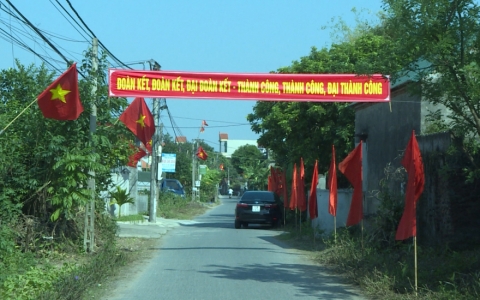 ĐOÀN KẾT, ĐOÀN KẾT, ĐẠI ĐOÀN KẾT - THÀNH CÔNG, THÀNH CÔNG, ĐẠI THÀNH CÔNG